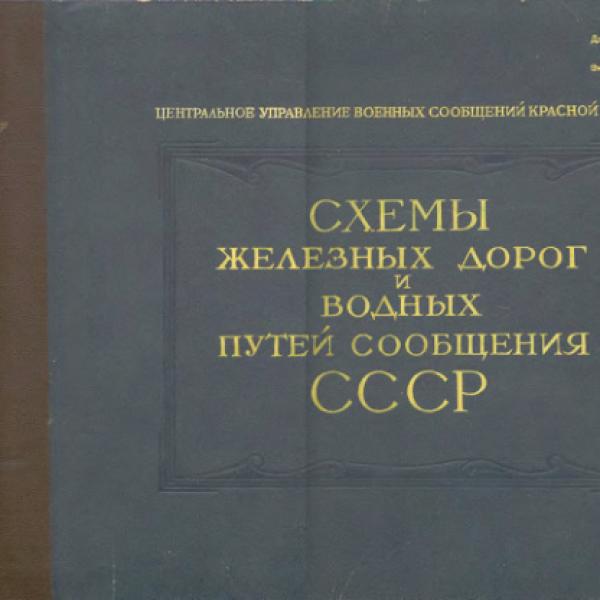 ЦЕНТРАЛЬНОЕ УПРАВЛЕНИЕ ВОЕННЫХ СООБЩЕНИЙ КРАСНОЙ
СХЕМЫ
ЖЕЛЕЗНЫХ ДОРОГ
И
ВОДНЫХ
ПУТЕЙ СООБЩЕНИЯ
СССР